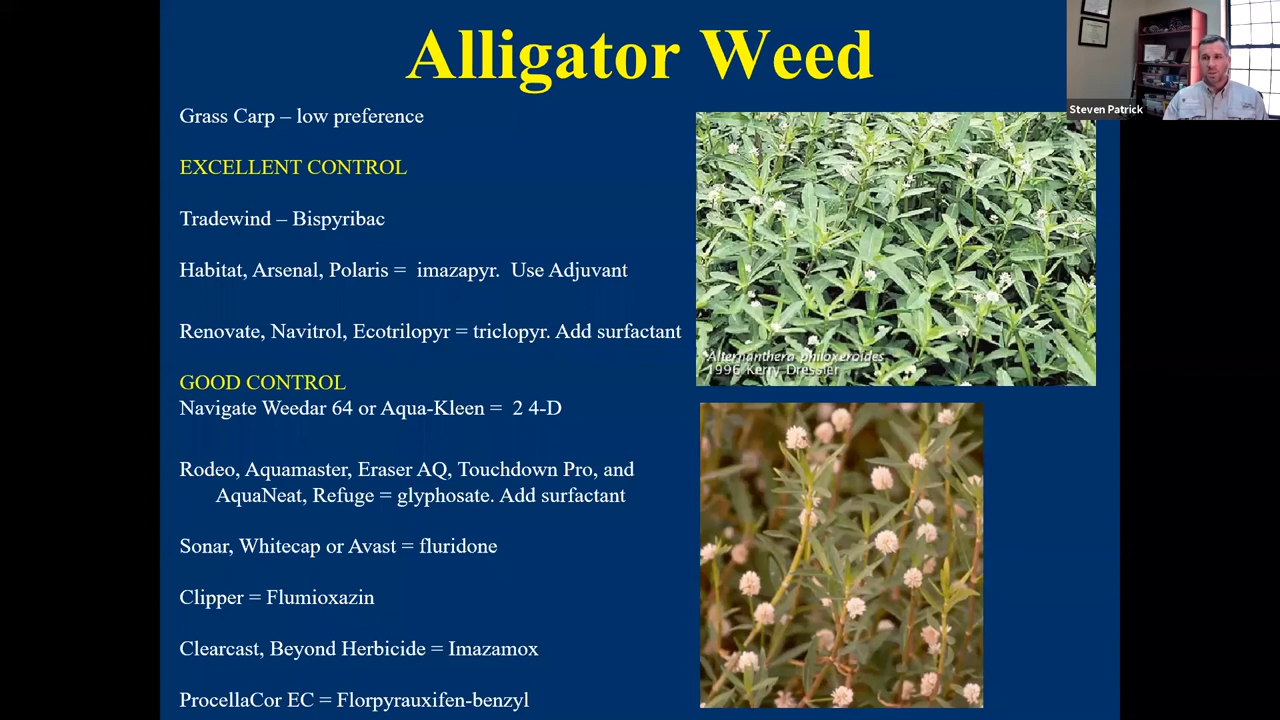 Alligator Weed
Steven Patrick
Grass Carp – low preference
EXCELLENT CONTROL
Tradewind – Bispyribac
Habitat, Arsenal, Polaris =  imazapyr.  Use Adjuvant
Renovate, Navitrol, Ecotrilopyr = triclopyr. Add surfactant
Alternanthera philoxeroides
1996 Kerry Dressler
GOOD CONTROL
Navigate Weedar 64 or Aqua-Kleen =  2 4-D
Rodeo, Aquamaster, Eraser AQ, Touchdown Pro, and
AquaNeat, Refuge = glyphosate. Add surfactant
Sonar, Whitecap or Avast = fluridone
Clipper = Flumioxazin
Clearcast, Beyond Herbicide = Imazamox
ProcellaCor EC = Florpyrauxifen-benzyl